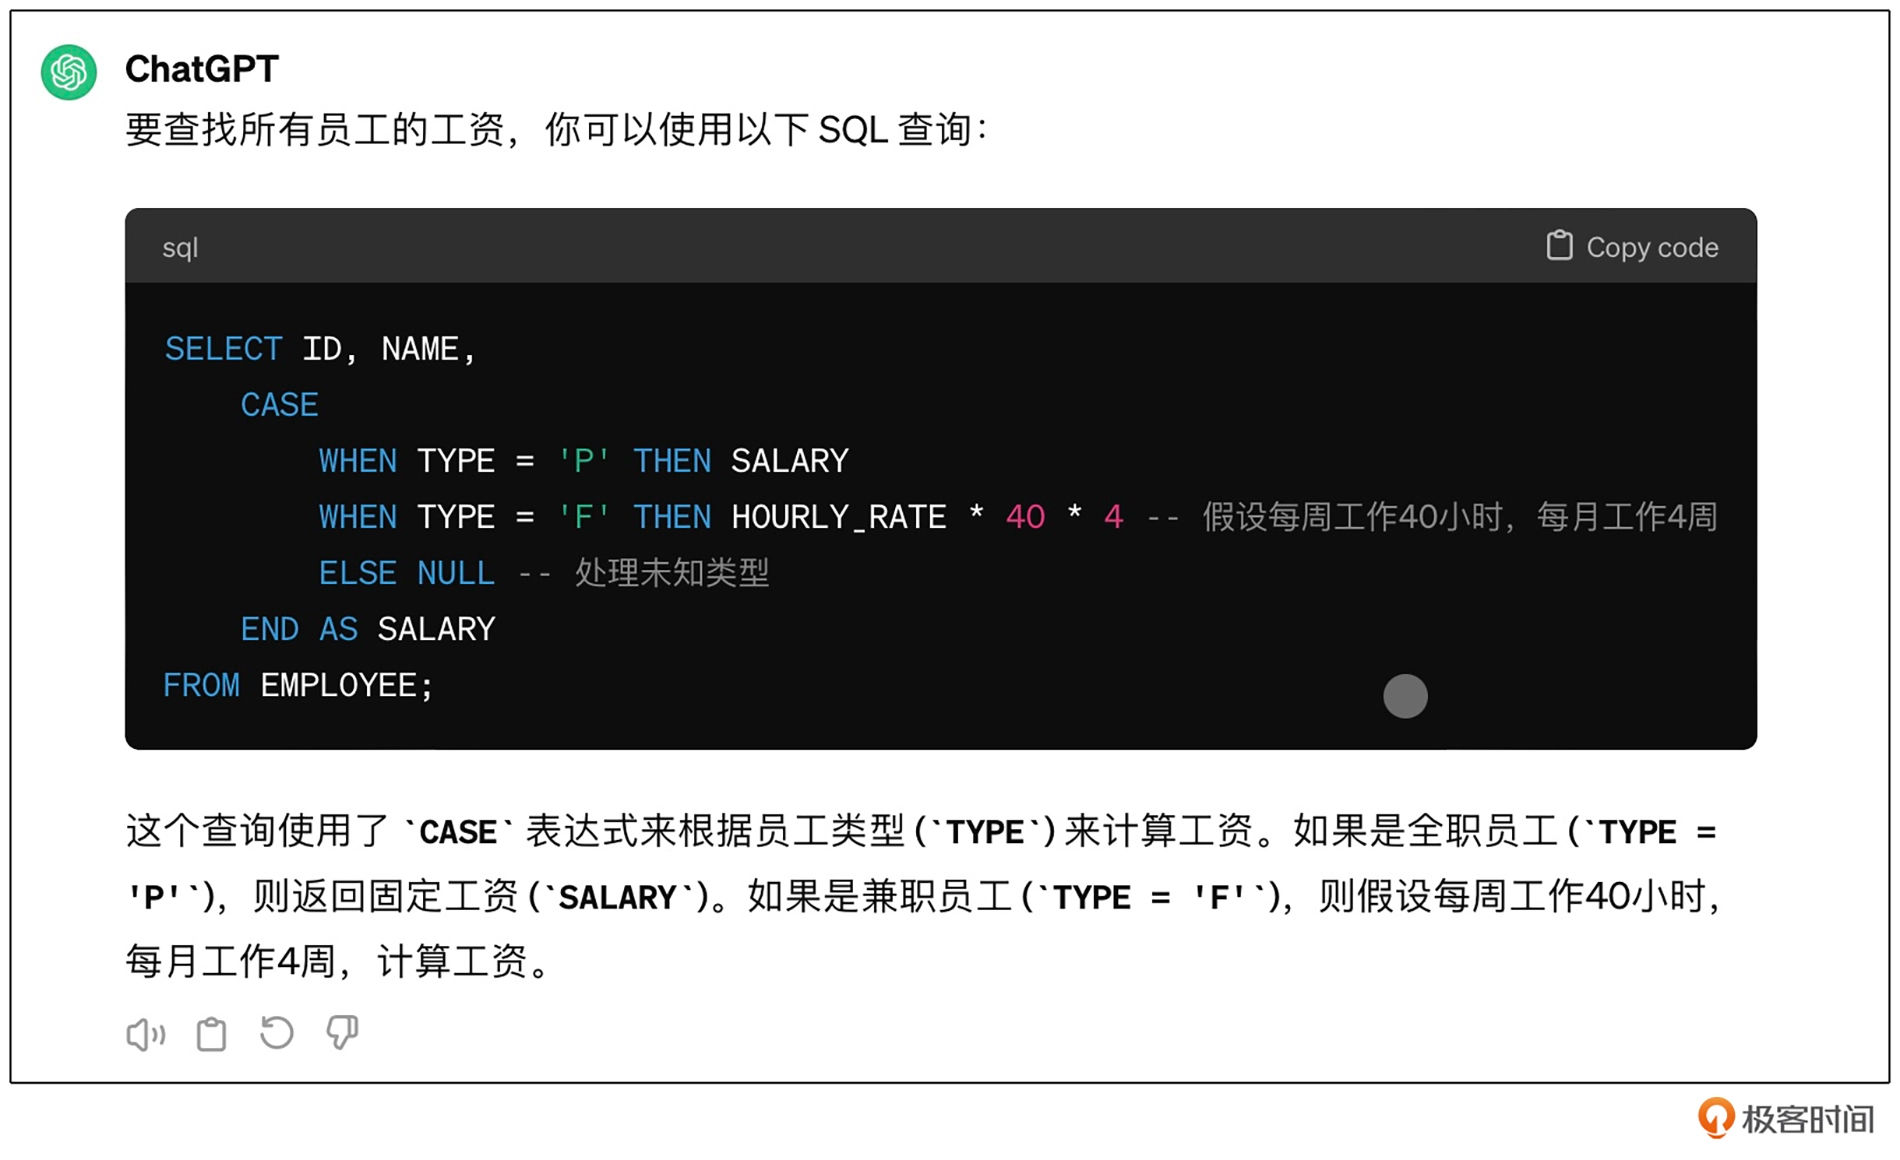 ChatGPT
要查找所有员工的工资，你可以使用以下 SQL 查询：
sql
Copy code
SELECT ID, NAME,
    CASE
        WHEN TYPE = 'P' THEN SALARY
        WHEN TYPE = 'F' THEN HOURLY_RATE * 40 * 4 -- 假设每周工作40小时，每月工作4周
        ELSE NULL -- 处理未知类型
    END AS SALARY
FROM EMPLOYEE;
这个查询使用了 `CASE` 表达式来根据员工类型(`TYPE`)来计算工资。如果是全职员工(`TYPE =
'P'`)，则返回固定工资(`SALARY`)。如果是兼职员工(`TYPE = 'F'`)，则假设每周工作40小时，
每月工作4周，计算工资。
极客时间